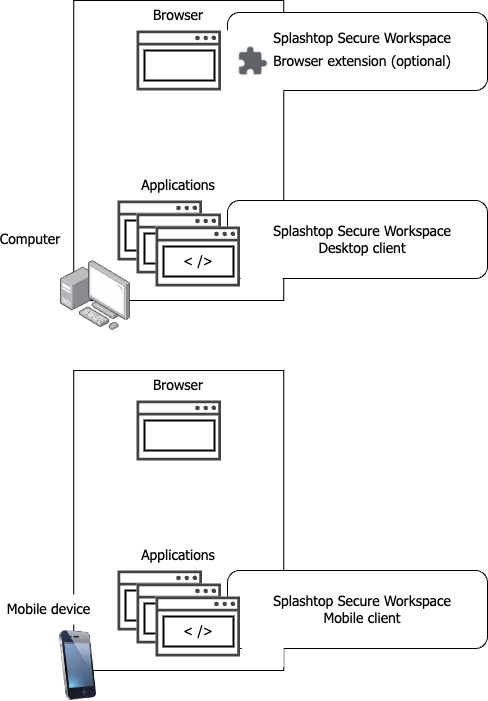 Browser
Splashtop Secure Workspace
Browser extension (optional)
Applications
< />
Splashtop Secure Workspace
Desktop client
Computer
Browser
Applications
< />
Splashtop Secure Workspace
Mobile client
Mobile device